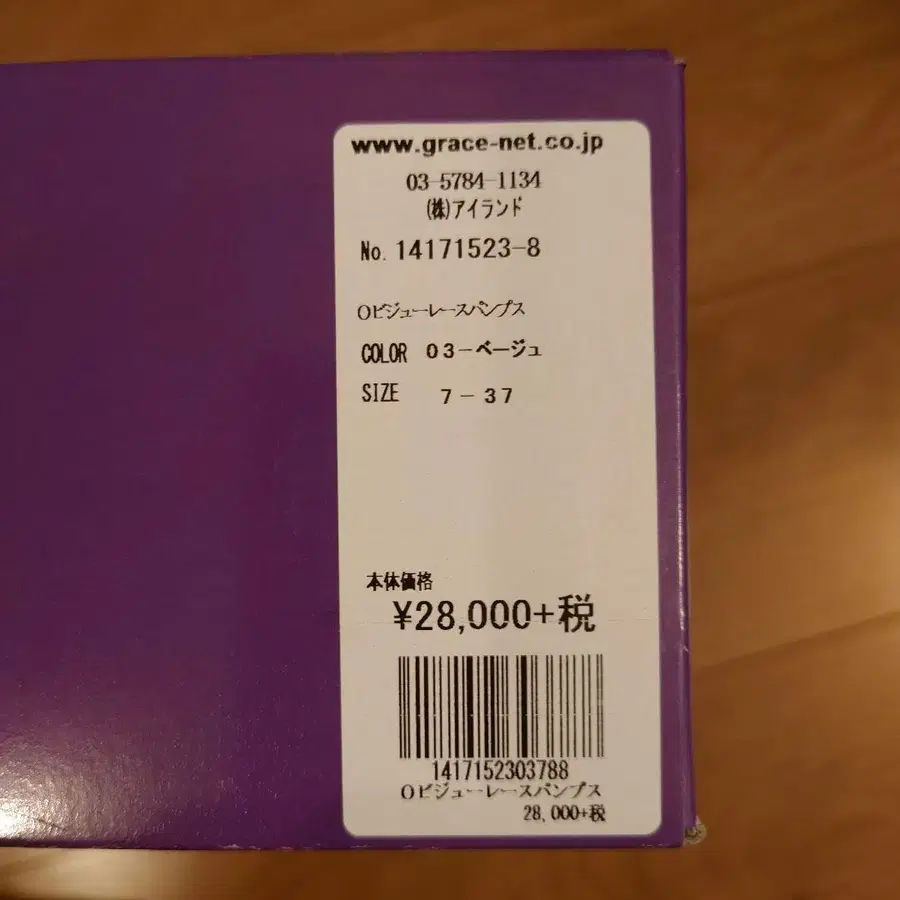 www.grace-net.co.jp
03-5784-1134
(株)アイランド
No. 14171523-8
Oビジューレースパンプス
COLOR 03-ベージュ
SIZE 7-37
本体価格
¥28,000+税
1417152303788
Oビジューレースパンプス
28,000+税